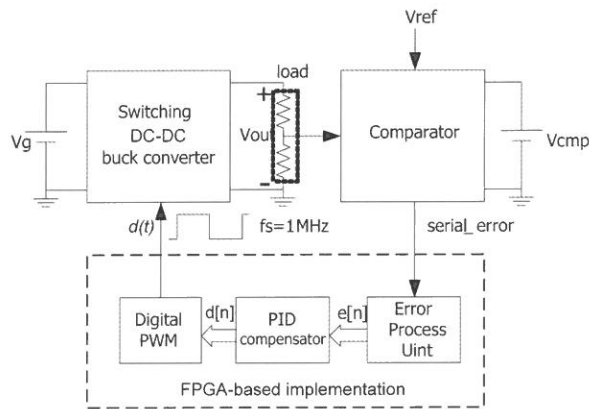 Vref
load
+
Switching
DC-DC
buck converter
Vg
Vout
Comparator
Vcmp
-
d(t)
fs=1MHz
serial_error
Digital
PWM
d[n]
PID
compensator
e[n]
Error
Process
Uint
FPGA-based implementation